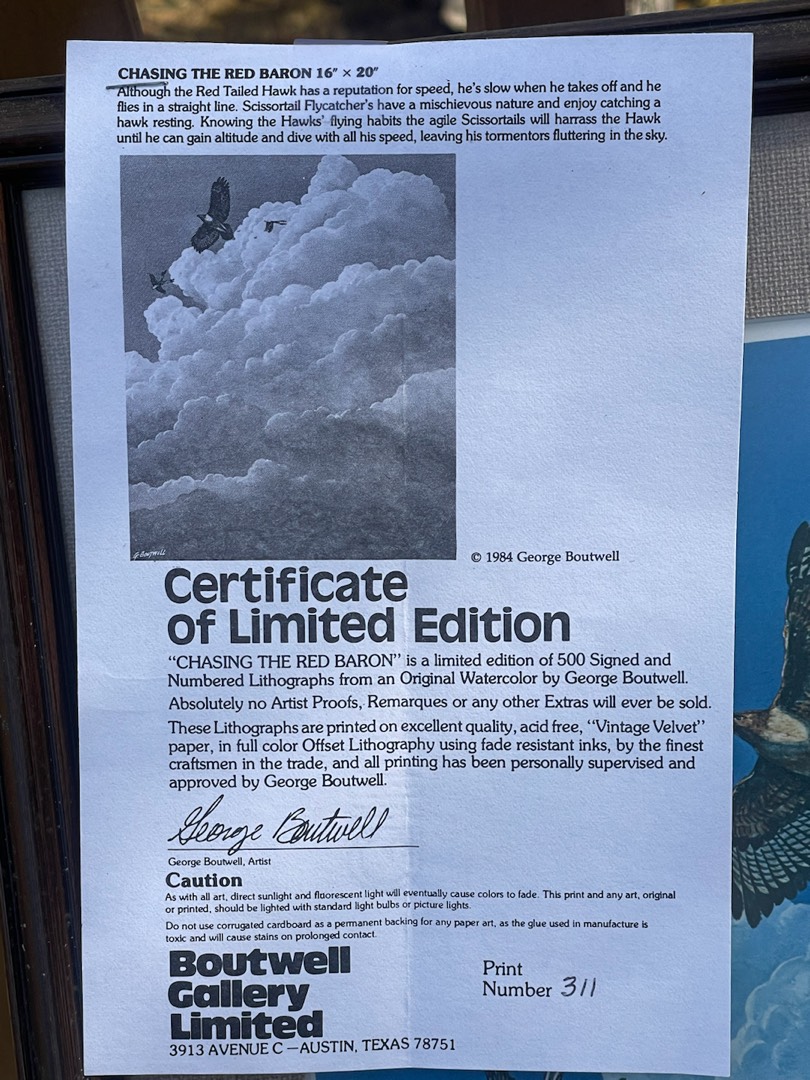 CHASING THE RED BARON 16" × 20"
Although the Red Tailed Hawk has a reputation for speed, he's slow when he takes off and he
flies in a straight line. Scissortail Flycatcher's have a mischievous nature and enjoy catching a
hawk resting. Knowing the Hawks' flying habits the agile Scissortails will harrass the Hawk
until he can gain altitude and dive with all his speed, leaving his tormentors fluttering in the sky.
G. Boutwell
© 1984 George Boutwell
Certificate
of Limited Edition
"CHASING THE RED BARON" is a limited edition of 500 Signed and
Numbered Lithographs from an Original Watercolor by George Boutwell.
Absolutely no Artist Proofs, Remarques or any other Extras will ever be sold.
These Lithographs are printed on excellent quality, acid free, "Vintage Velvet"
paper, in full color Offset Lithography using fade resistant inks, by the finest
craftsmen in the trade, and all printing has been personally supervised and
approved by George Boutwell.
George Boutwell
George Boutwell, Artist
Caution
As with all art, direct sunlight and fluorescent light will eventually cause colors to fade. This print and any art, original
or printed, should be lighted with standard light bulbs or picture lights.
Do not use corrugated cardboard as a permanent backing for any paper art, as the glue used in manufacture is
toxic and will cause stains on prolonged contact.
Boutwell
Gallery
Limited
3913 AVENUE C — AUSTIN, TEXAS 78751
Print
Number 311